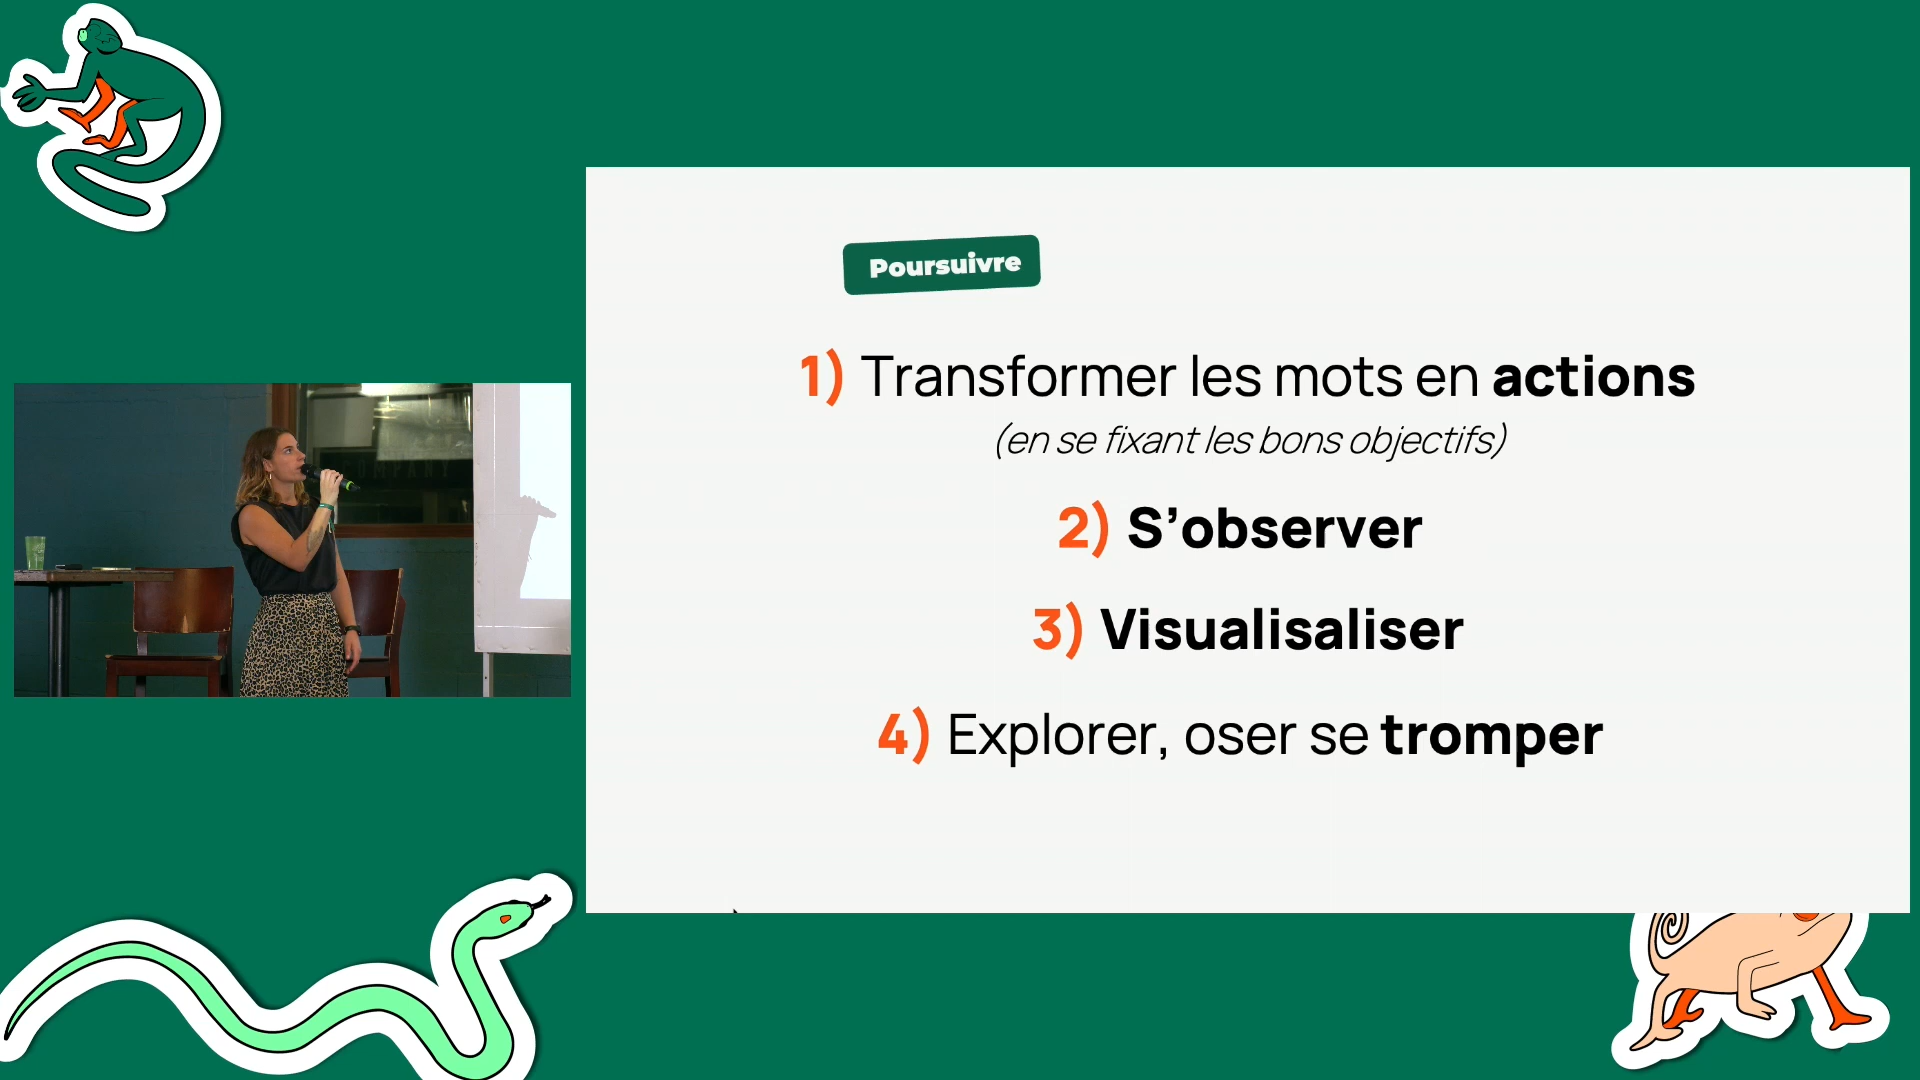 Poursuivre
1) Transformer les mots en actions
(en se fixant les bons objectifs)
2) S’observer
3) Visualisaliser
4) Explorer, oser se tromper